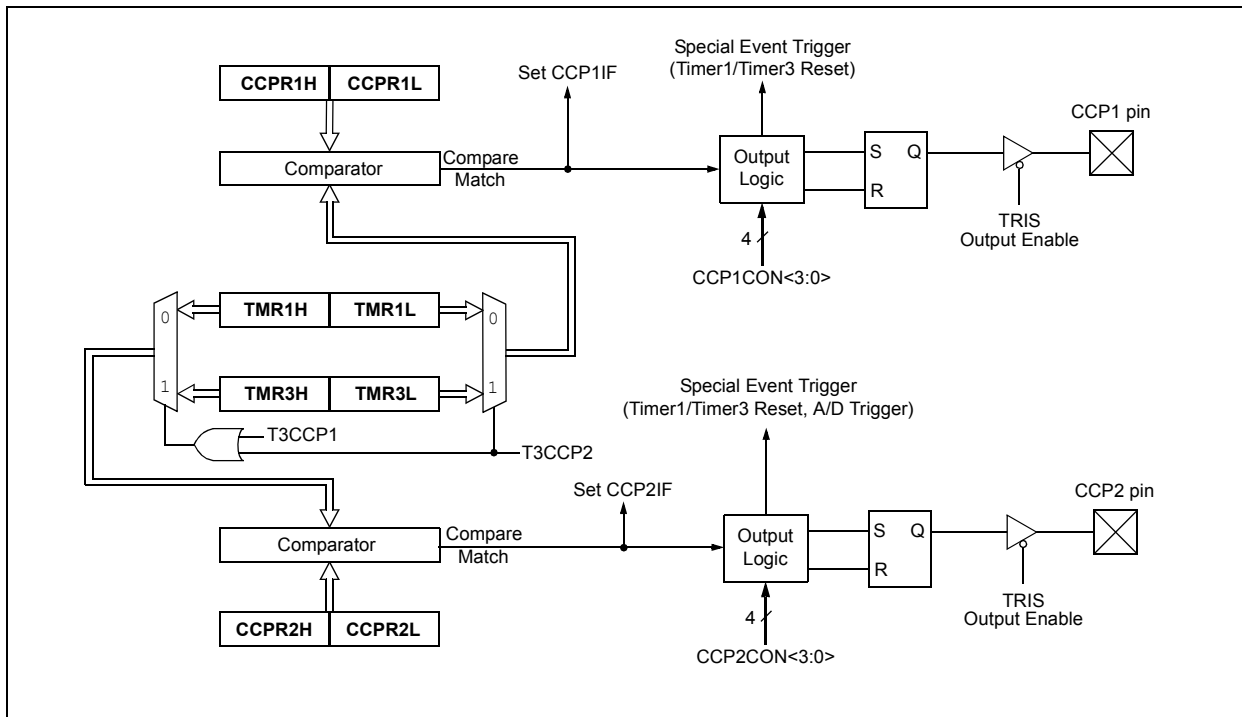 Special Event Trigger
(Timer1/Timer3 Reset)
Set CCP1IF
CCPR1H CCPR1L
CCP1 pin
Comparator
Compare
Match
Output
Logic
S Q
R
TRIS
Output Enable
4
CCP1CON<3:0>
TMR1H TMR1L
0
0
1
1
TMR3H TMR3L
T3CCP1
T3CCP2
Special Event Trigger
(Timer1/Timer3 Reset, A/D Trigger)
Set CCP2IF
CCP2 pin
Comparator
Compare
Match
Output
Logic
S Q
R
TRIS
Output Enable
4
CCPR2H CCPR2L
CCP2CON<3:0>